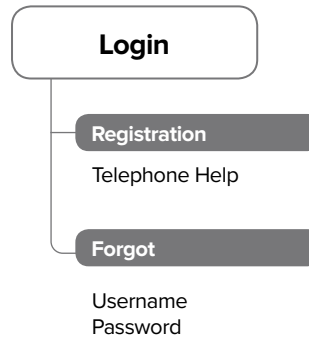 Login
Registration
Telephone Help
Forgot
Username
Password